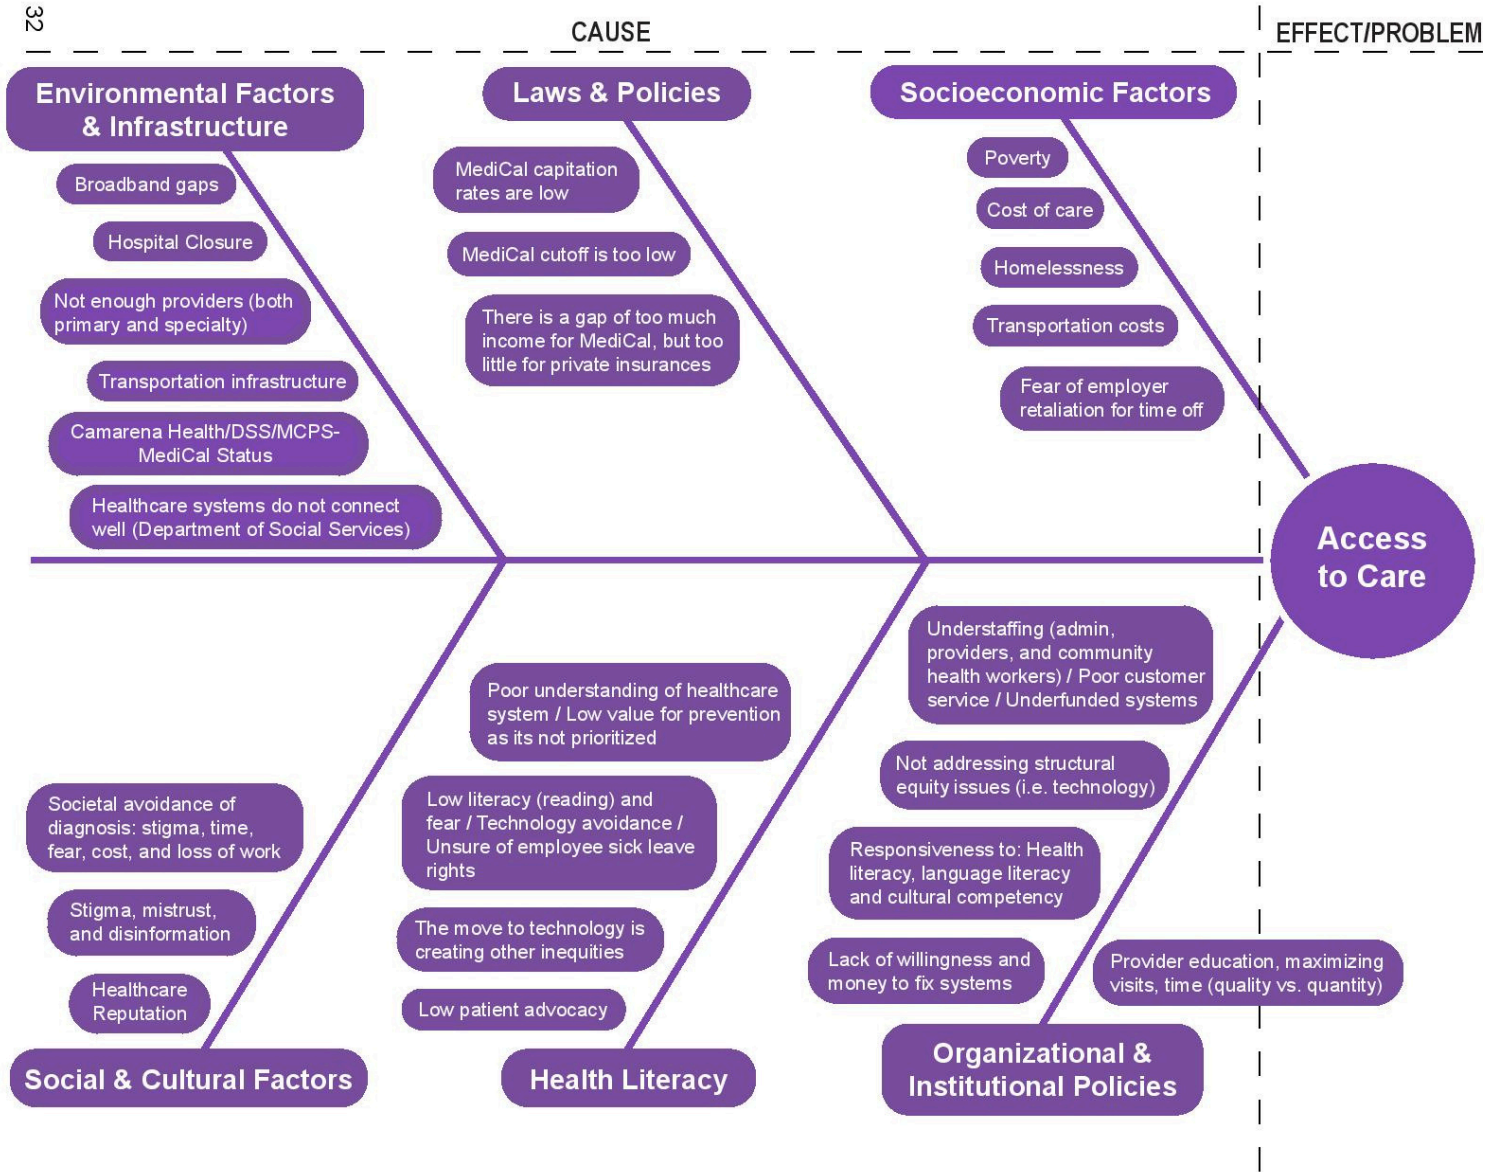 32
CAUSE
EFFECT/PROBLEM
Environmental Factors
& Infrastructure
Broadband gaps
Hospital Closure
Not enough providers (both
primary and specialty)
Transportation infrastructure
Camarena Health/DSS/MCPS-
MediCal Status
Healthcare systems do not connect
well (Department of Social Services)
Laws & Policies
MediCal capitation
rates are low
MediCal cutoff is too low
There is a gap of too much
income for MediCal, but too
little for private insurances
Socioeconomic Factors
Poverty
Cost of care
Homelessness
Transportation costs
Fear of employer
retaliation for time off
Access
to Care
Societal avoidance of
diagnosis: stigma, time,
fear, cost, and loss of work
Stigma, mistrust,
and disinformation
Healthcare
Reputation
Social & Cultural Factors
Poor understanding of healthcare
system / Low value for prevention
as its not prioritized
Low literacy (reading) and
fear / Technology avoidance /
Unsure of employee sick leave
rights
The move to technology is
creating other inequities
Low patient advocacy
Health Literacy
Understaffing (admin,
providers, and community
health workers) / Poor customer
service / Underfunded systems
Not addressing structural
equity issues (i.e. technology)
Responsiveness to: Health
literacy, language literacy
and cultural competency
Lack of willingness and
money to fix systems
Provider education, maximizing
visits, time (quality vs. quantity)
Organizational &
Institutional Policies